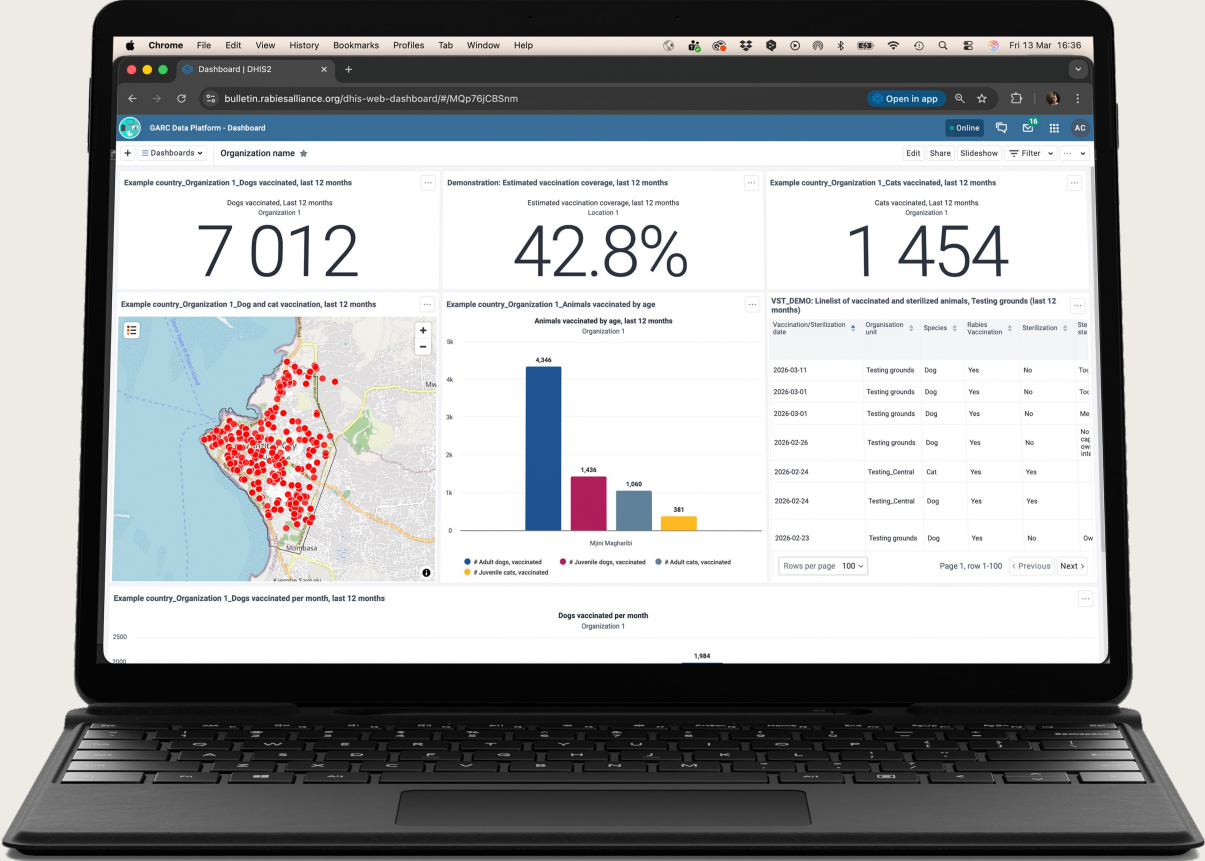 Chrome File Edit View History Bookmarks Profiles Tab Window Help Fri 13 Mar 16:36
Dashboard | DHIS2
bulletin.rabiesalliance.org/dhis-web-dashboard/#/MQp76jCBSnm Open in app
GARC Data Platform - Dashboard Online 16 AC
+ Dashboards Organization name Edit Share Slideshow Filter
Example country_Organization 1_Dogs vaccinated, last 12 months
Dogs vaccinated, Last 12 months
Organization 1
7 012
Demonstration: Estimated vaccination coverage, last 12 months
Estimated vaccination coverage, last 12 months
Location 1
42.8%
Example country_Organization 1_Cats vaccinated, last 12 months
Cats vaccinated, Last 12 months
Organization 1
1 454
Example country_Organization 1_Dog and cat vaccination, last 12 months
+
−
Mw
Mombasa
Example country_Organization 1_Animals vaccinated by age
Animals vaccinated by age, last 12 months
Organization 1
5k
4,346
4k
3k
2k
1,436
1,060
1k
381
0
Mjini Magharibi
# Adult dogs, vaccinated # Juvenile dogs, vaccinated # Adult cats, vaccinated
# Juvenile cats, vaccinated
VST_DEMO: Linelist of vaccinated and sterilized animals, Testing grounds (last 12
months)
Vaccination/Sterilization Organisation Species Rabies Sterilization Ste
date unit Vaccination sta
2026-03-11 Testing grounds Dog Yes No Too
2026-03-01 Testing grounds Dog Yes No Too
2026-03-01 Testing grounds Dog Yes No Me
No
cap
2026-02-26 Testing grounds Dog Yes No ow
inte
2026-02-24 Testing_Central Cat Yes Yes
2026-02-24 Testing_Central Dog Yes Yes
2026-02-23 Testing grounds Dog Yes No Ow
Rows per page 100 Page 1, row 1-100 Previous Next
Example country_Organization 1_Dogs vaccinated per month, last 12 months
Dogs vaccinated per month
Organization 1
2500
1,984
2000